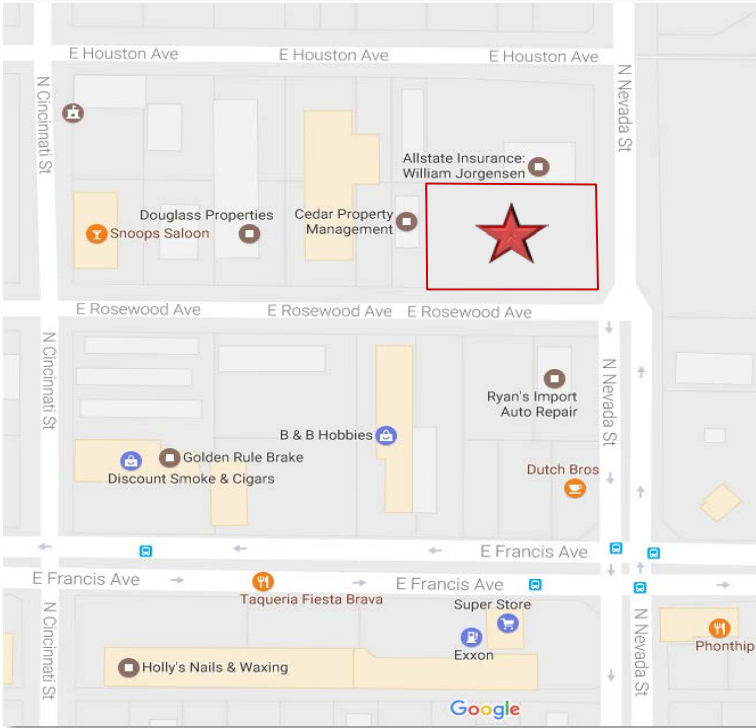 E Houston Ave
E Houston Ave
E Houston Ave
N Cincinnati St
N Nevada St
Allstate Insurance:
William Jorgensen
Douglass Properties
Snoops Saloon
Cedar Property
Management
E Rosewood Ave
E Rosewood Ave
E Rosewood Ave
N Cincinnati St
N Nevada St
Ryan's Import
Auto Repair
B & B Hobbies
Golden Rule Brake
Discount Smoke & Cigars
Dutch Bros
E Francis Ave
E Francis Ave
E Francis Ave
Taqueria Fiesta Brava
Super Store
Exxon
N Cincinnati St
N Nevada St
Phonthip
Holly's Nails & Waxing
Google